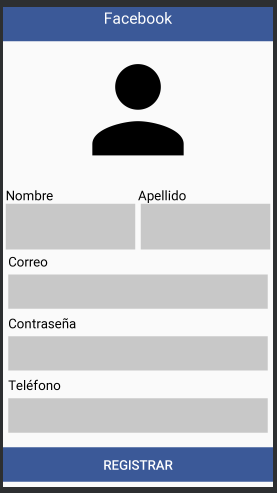 Facebook
Nombre Apellido
Correo
Contraseña
Teléfono
REGISTRAR